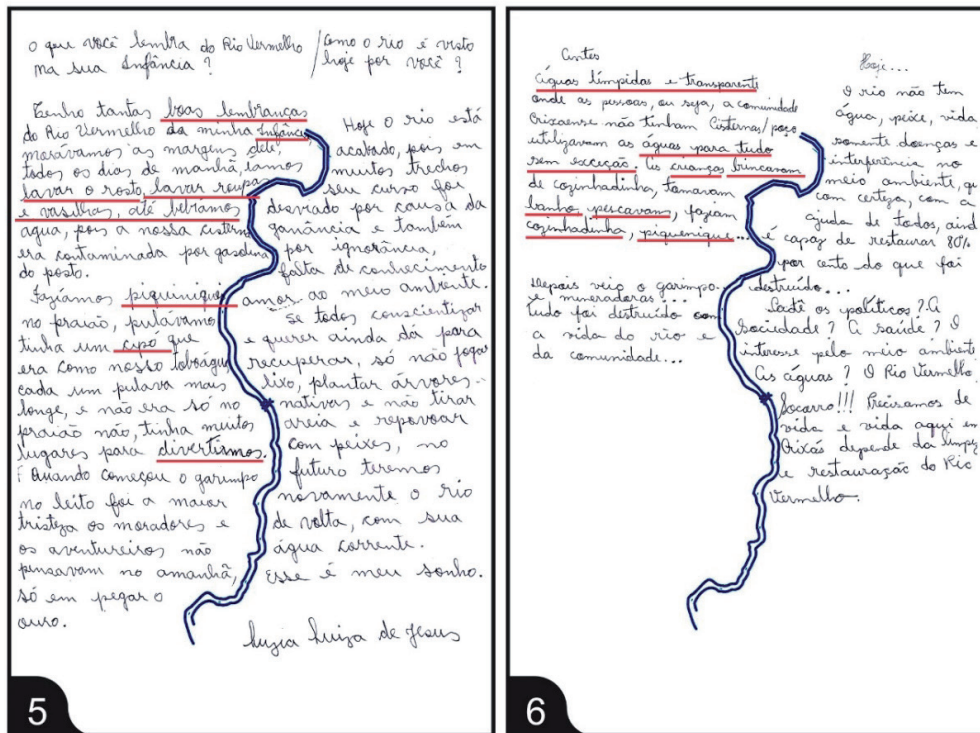 O que você lembra do Rio Vermelho
na sua Infância?
/Como o rio é visto
hoje por você?
Tenho tantas boas lembranças
do Rio Vermelho da minha Infância,
morávamos as margens dele
todos os dias de manhã, íamos
lavar o rosto, lavar roupas
e vasilhas, até bebíamos
água, pois a nossa cisterna
era contaminada por gasolina
do posto.
Fazíamos piquiniques
no praião, pulávamos
tinha um cipó que
era como nosso toboágua,
cada um pulava mais
longe, e não era só no
praião não, tinha muitos
lugares para divertirmos.
Quando começou o garimpo
no leito foi a maior
tristeza os moradores e
os aventureiros não
pensavam no amanhã,
só em pegar o
ouro.
Hoje o rio está
acabado, pois em
muitos trechos
seu curso foi
desviado por causa da
ganância e também
por ignorância,
falta de conhecimento
amor ao meio ambiente.
Se todos conscientizar
e querer ainda dá para
recuperar, só não jogar
lixo, plantar árvores
nativas e não tirar
areia e repovoar
com peixes, no
futuro teremos
novamente o rio
de volta, com sua
água corrente.
Esse é meu sonho.
Luzia Luiza de Jesus
5
Antes
Águas límpidas e transparente
onde as pessoas, ou seja, a comunidade
Crixaense não tinham Cisternas/poço
utilizavam as águas para tudo
sem exceção. As crianças brincavam
de cozinhadinha, tomavam
banho, pescavam, faziam
cozinhadinha, piquenique...
Depois veio o garimpo...
e mineradoras...
Tudo foi destruído com
a vida do rio e
da comunidade...
Hoje...
O rio não tem
água, peixe, vida
somente doenças e
interferência no
meio ambiente, q
com certeza, com a
ajuda de todos, aind
é capaz de restaurar 80%
por cento do que foi
destruído...
Cadê os políticos? A
Sociedade? A saúde? O
interesse pelo meio ambiente
As águas? O Rio Vermelho
Socorro!!! Precisamos de
vida e vida aqui em
Crixás depende da limpez
e restauração do Rio
Vermelho.
6